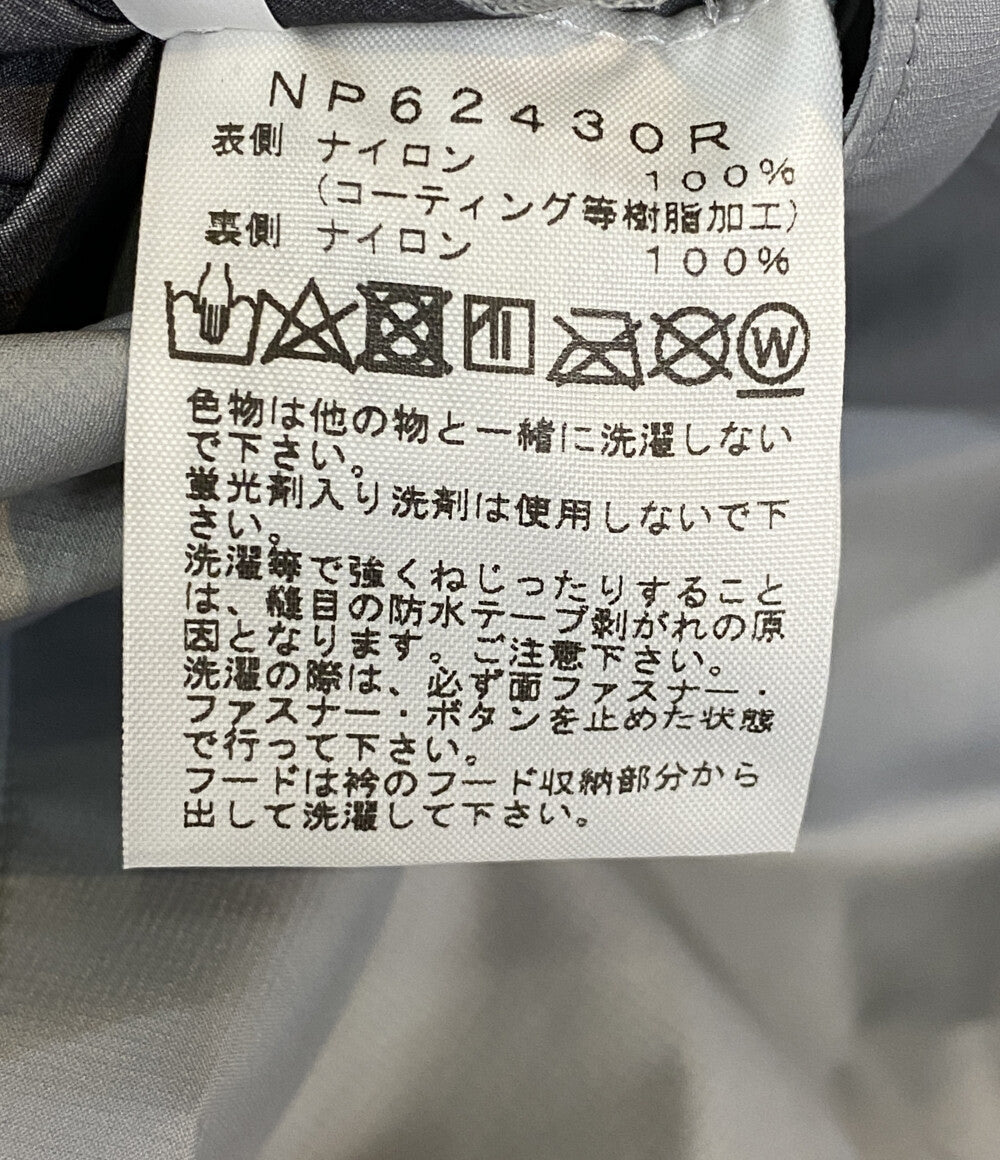 NP62430R
表側 ナイロン 100%
(コーティング等樹脂加工)
裏側 ナイロン 100%
W
色物は他の物と一緒に洗濯しない
で下さい。
蛍光剤入り洗剤は使用しないで下
さい。
洗濯等で強くねじったりすること
は、縫目の防水テープ剥がれの原
因となります。ご注意下さい。
洗濯の際は、必ず面ファスナー・
ファスナー・ボタンを止めた状態
で行って下さい。
フードは衿のフード収納部分から
出して洗濯して下さい。